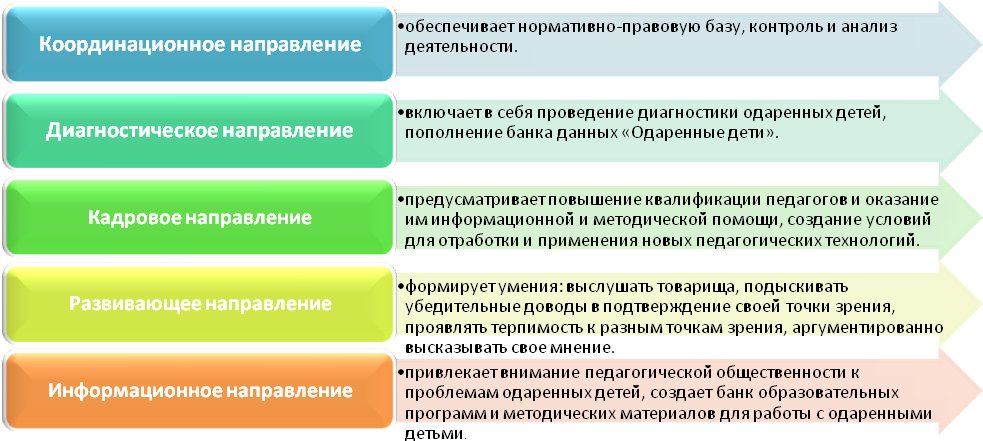 Координационное направление
•обеспечивает нормативно-правовую базу, контроль и анализ
деятельности.
Диагностическое направление
•включает в себя проведение диагностики одаренных детей,
пополнение банка данных «Одаренные дети».
Кадровое направление
•предусматривает повышение квалификации педагогов и оказание
им информационной и методической помощи, создание условий
для отработки и применения новых педагогических технологий.
Развивающее направление
•формирует умения: выслушать товарища, подыскивать
убедительные доводы в подтверждение своей точки зрения,
проявлять терпимость к разным точкам зрения, аргументированно
высказывать свое мнение.
Информационное направление
•привлекает внимание педагогической общественности к
проблемам одаренных детей, создает банк образовательных
программ и методических материалов для работы с одаренными
детьми.